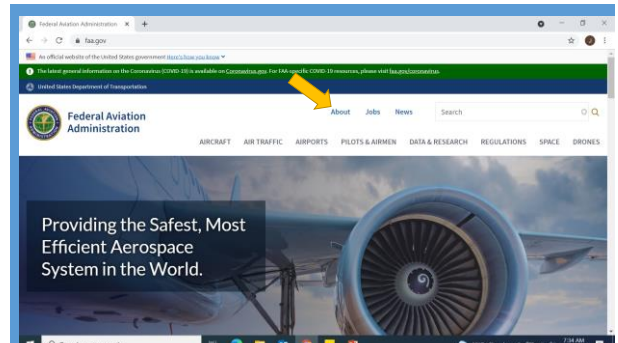 Federal Aviation Administration
faa.gov
An official website of the United States government Here's how you know
The latest general information on the Coronavirus (COVID-19) is available on Coronavirus.gov. For FAA-specific COVID-19 resources, please visit faa.gov/coronavirus.
United States Department of Transportation
About Jobs News Search
Federal Aviation
Administration
AIRCRAFT AIR TRAFFIC AIRPORTS PILOTS & AIRMEN DATA & RESEARCH REGULATIONS SPACE DRONES
Providing the Safest, Most
Efficient Aerospace
System in the World.
7:34 AM